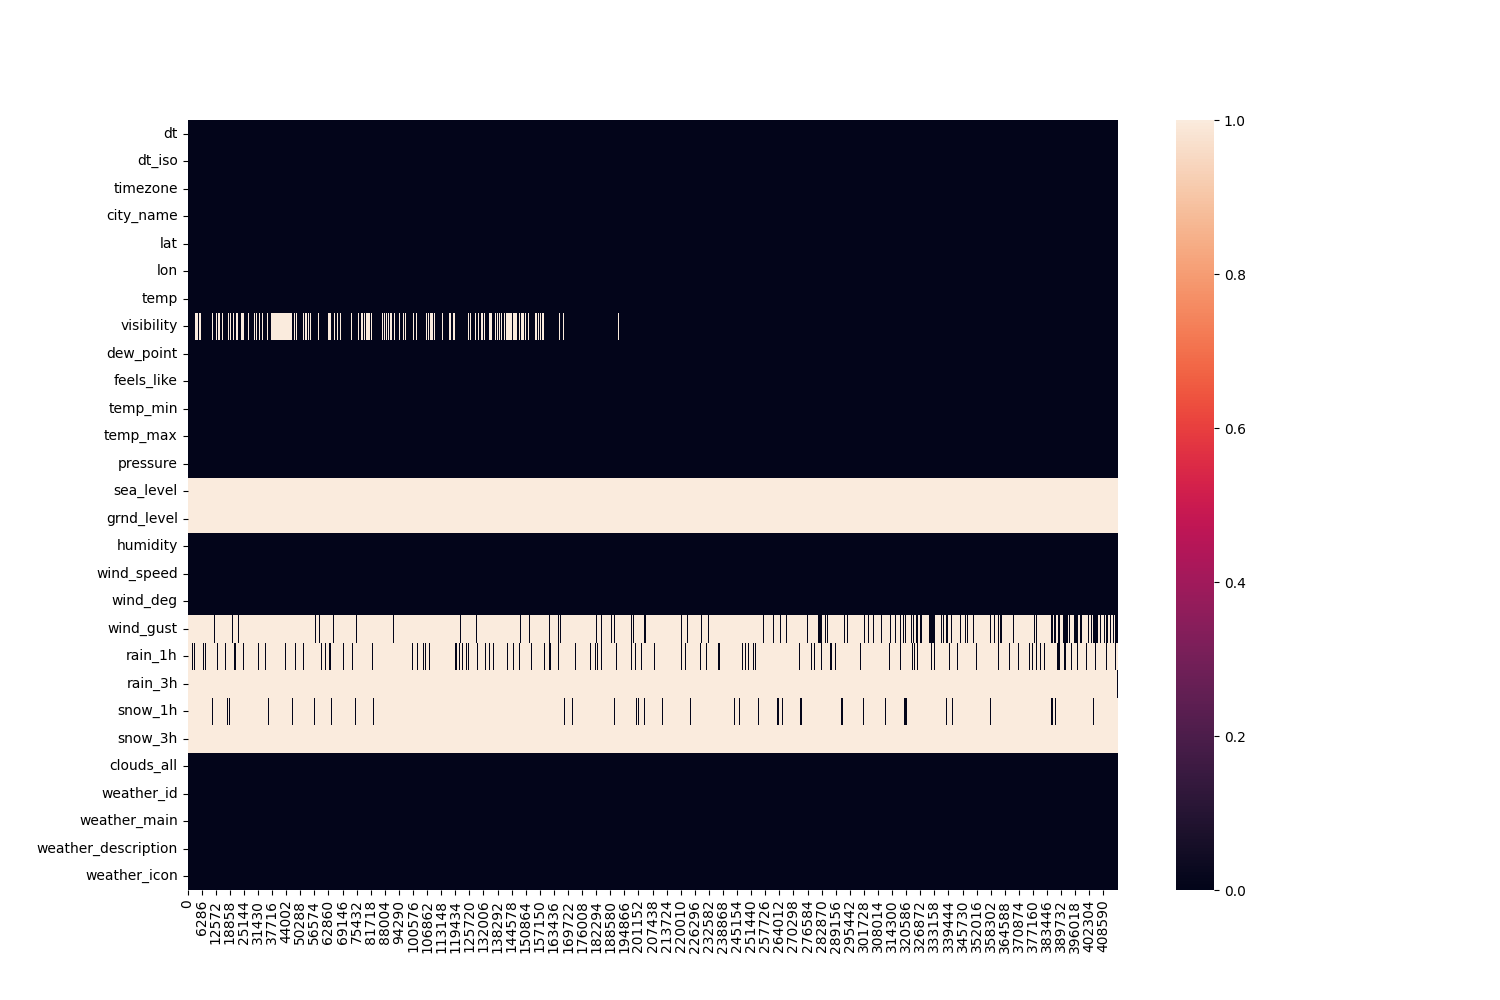 dt
dt_iso
timezone
city_name
lat
lon
temp
visibility
dew_point
feels_like
temp_min
temp_max
pressure
sea_level
grnd_level
humidity
wind_speed
wind_deg
wind_gust
rain_1h
rain_3h
snow_1h
snow_3h
clouds_all
weather_id
weather_main
weather_description
weather_icon
0
6286
12572
18858
25144
31430
37716
44002
50288
56574
62860
69146
75432
81718
88004
94290
100576
106862
113148
119434
125720
132006
138292
144578
150864
157150
163436
169722
176008
182294
188580
194866
201152
207438
213724
220010
226296
232582
238868
245154
251440
257726
264012
270298
276584
282870
289156
295442
301728
308014
314300
320586
326872
333158
339444
345730
352016
358302
364588
370874
377160
383446
389732
396018
402304
408590
1.0
0.8
0.6
0.4
0.2
0.0